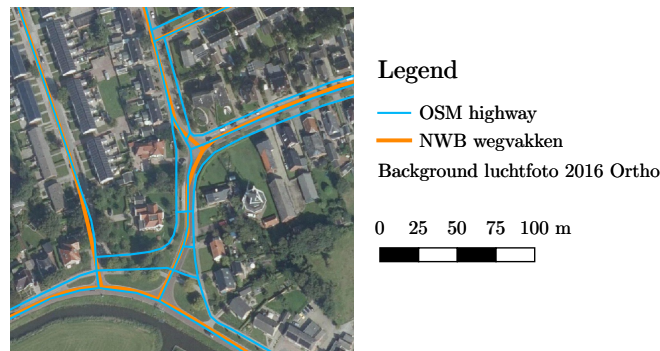 Legend
OSM highway
NWB wegvakken
Background luchtfoto 2016 Ortho
0 25 50 75 100 m